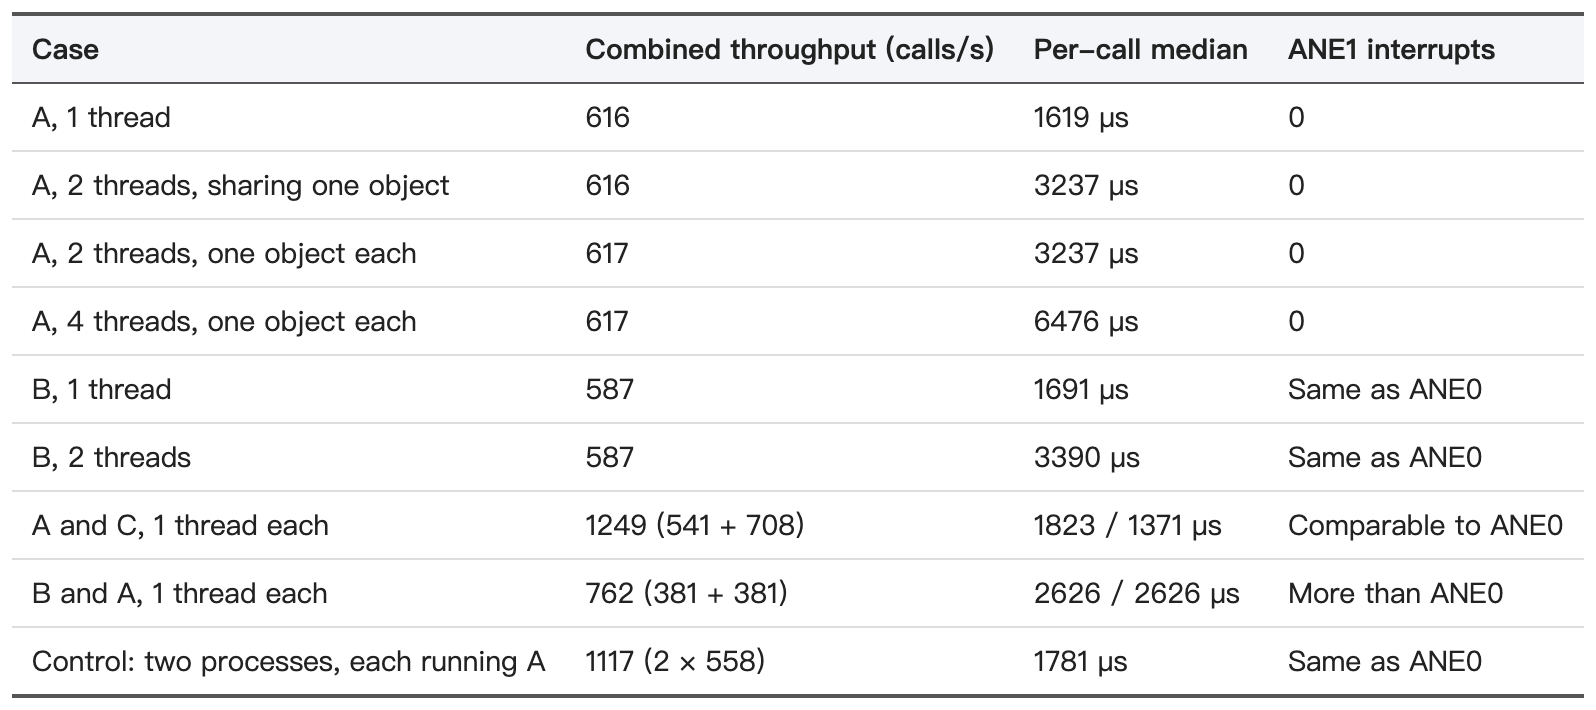 Case Combined throughput (calls/s) Per-call median ANE1 interrupts
A, 1 thread 616 1619 µs 0
A, 2 threads, sharing one object 616 3237 µs 0
A, 2 threads, one object each 617 3237 µs 0
A, 4 threads, one object each 617 6476 µs 0
B, 1 thread 587 1691 µs Same as ANE0
B, 2 threads 587 3390 µs Same as ANE0
A and C, 1 thread each 1249 (541 + 708) 1823 / 1371 µs Comparable to ANE0
B and A, 1 thread each 762 (381 + 381) 2626 / 2626 µs More than ANE0
Control: two processes, each running A 1117 (2 × 558) 1781 µs Same as ANE0